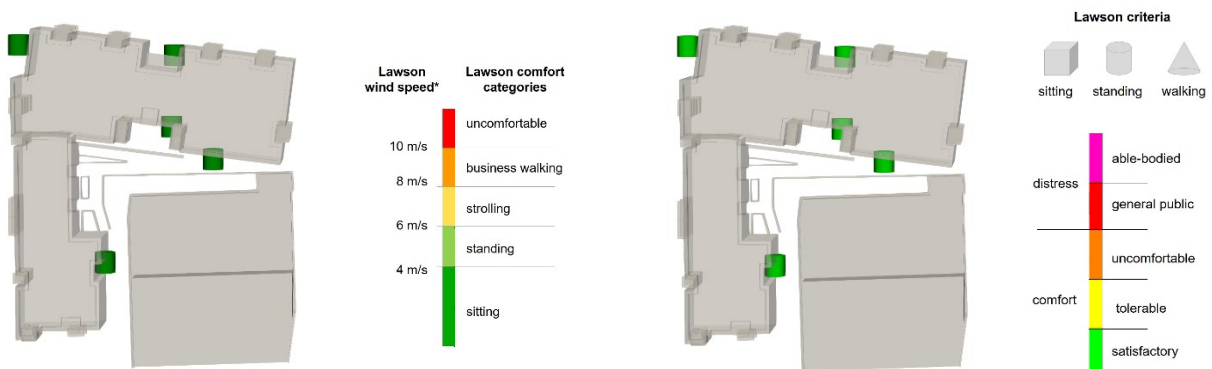 Lawson
wind speed*
Lawson comfort
categories
uncomfortable
10 m/s
business walking
8 m/s
strolling
6 m/s
standing
4 m/s
sitting
Lawson criteria
sitting standing walking
able-bodied
distress
general public
uncomfortable
comfort
tolerable
satisfactory